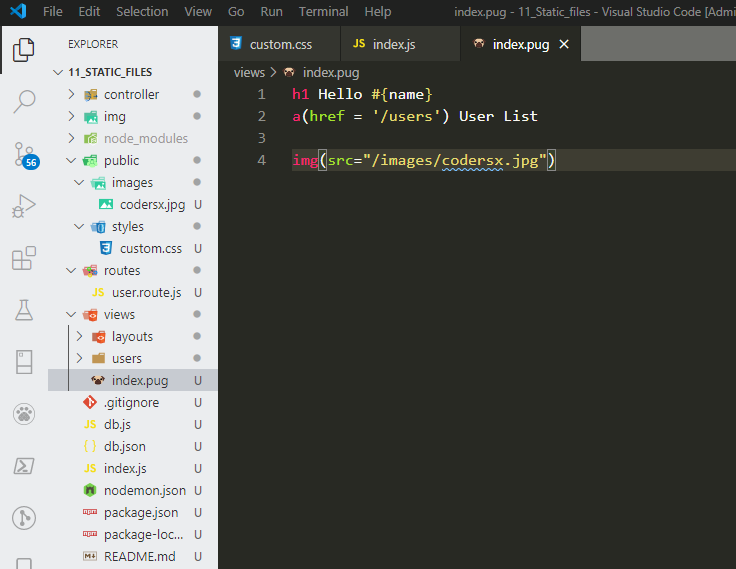 File Edit Selection View Go Run Terminal Help index.pug - 11_Static_files - Visual Studio Code [Admi
EXPLORER
custom.css JS index.js index.pug
11_STATIC_FILES
views > index.pug
controller
img
node_modules
public
images
codersx.jpg U
styles
custom.css U
routes
JS user.route.js U
views
layouts
users
index.pug U
.gitignore U
JS db.js U
{ } db.json U
JS index.js U
nodemon.json U
package.json U
package-loc... U
README.md U
56
1 h1 Hello #{name}
2 a(href = '/users') User List
3
4 img(src="/images/codersx.jpg")